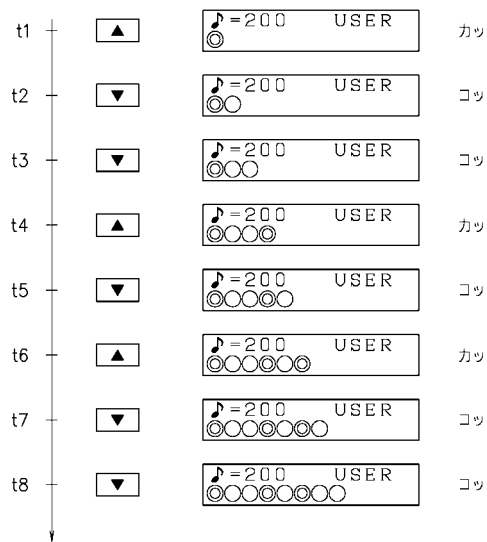 t1 ▲ ♪=200 USER カッ
◎
t2 ▼ ♪=200 USER コッ
◎○
t3 ▼ ♪=200 USER コッ
◎○○
t4 ▲ ♪=200 USER カッ
◎○○◎
t5 ▼ ♪=200 USER コッ
◎○○◎○
t6 ▲ ♪=200 USER カッ
◎○○◎○◎
t7 ▼ ♪=200 USER コッ
◎○○◎○◎○
t8 ▼ ♪=200 USER コッ
◎○○◎○◎○○